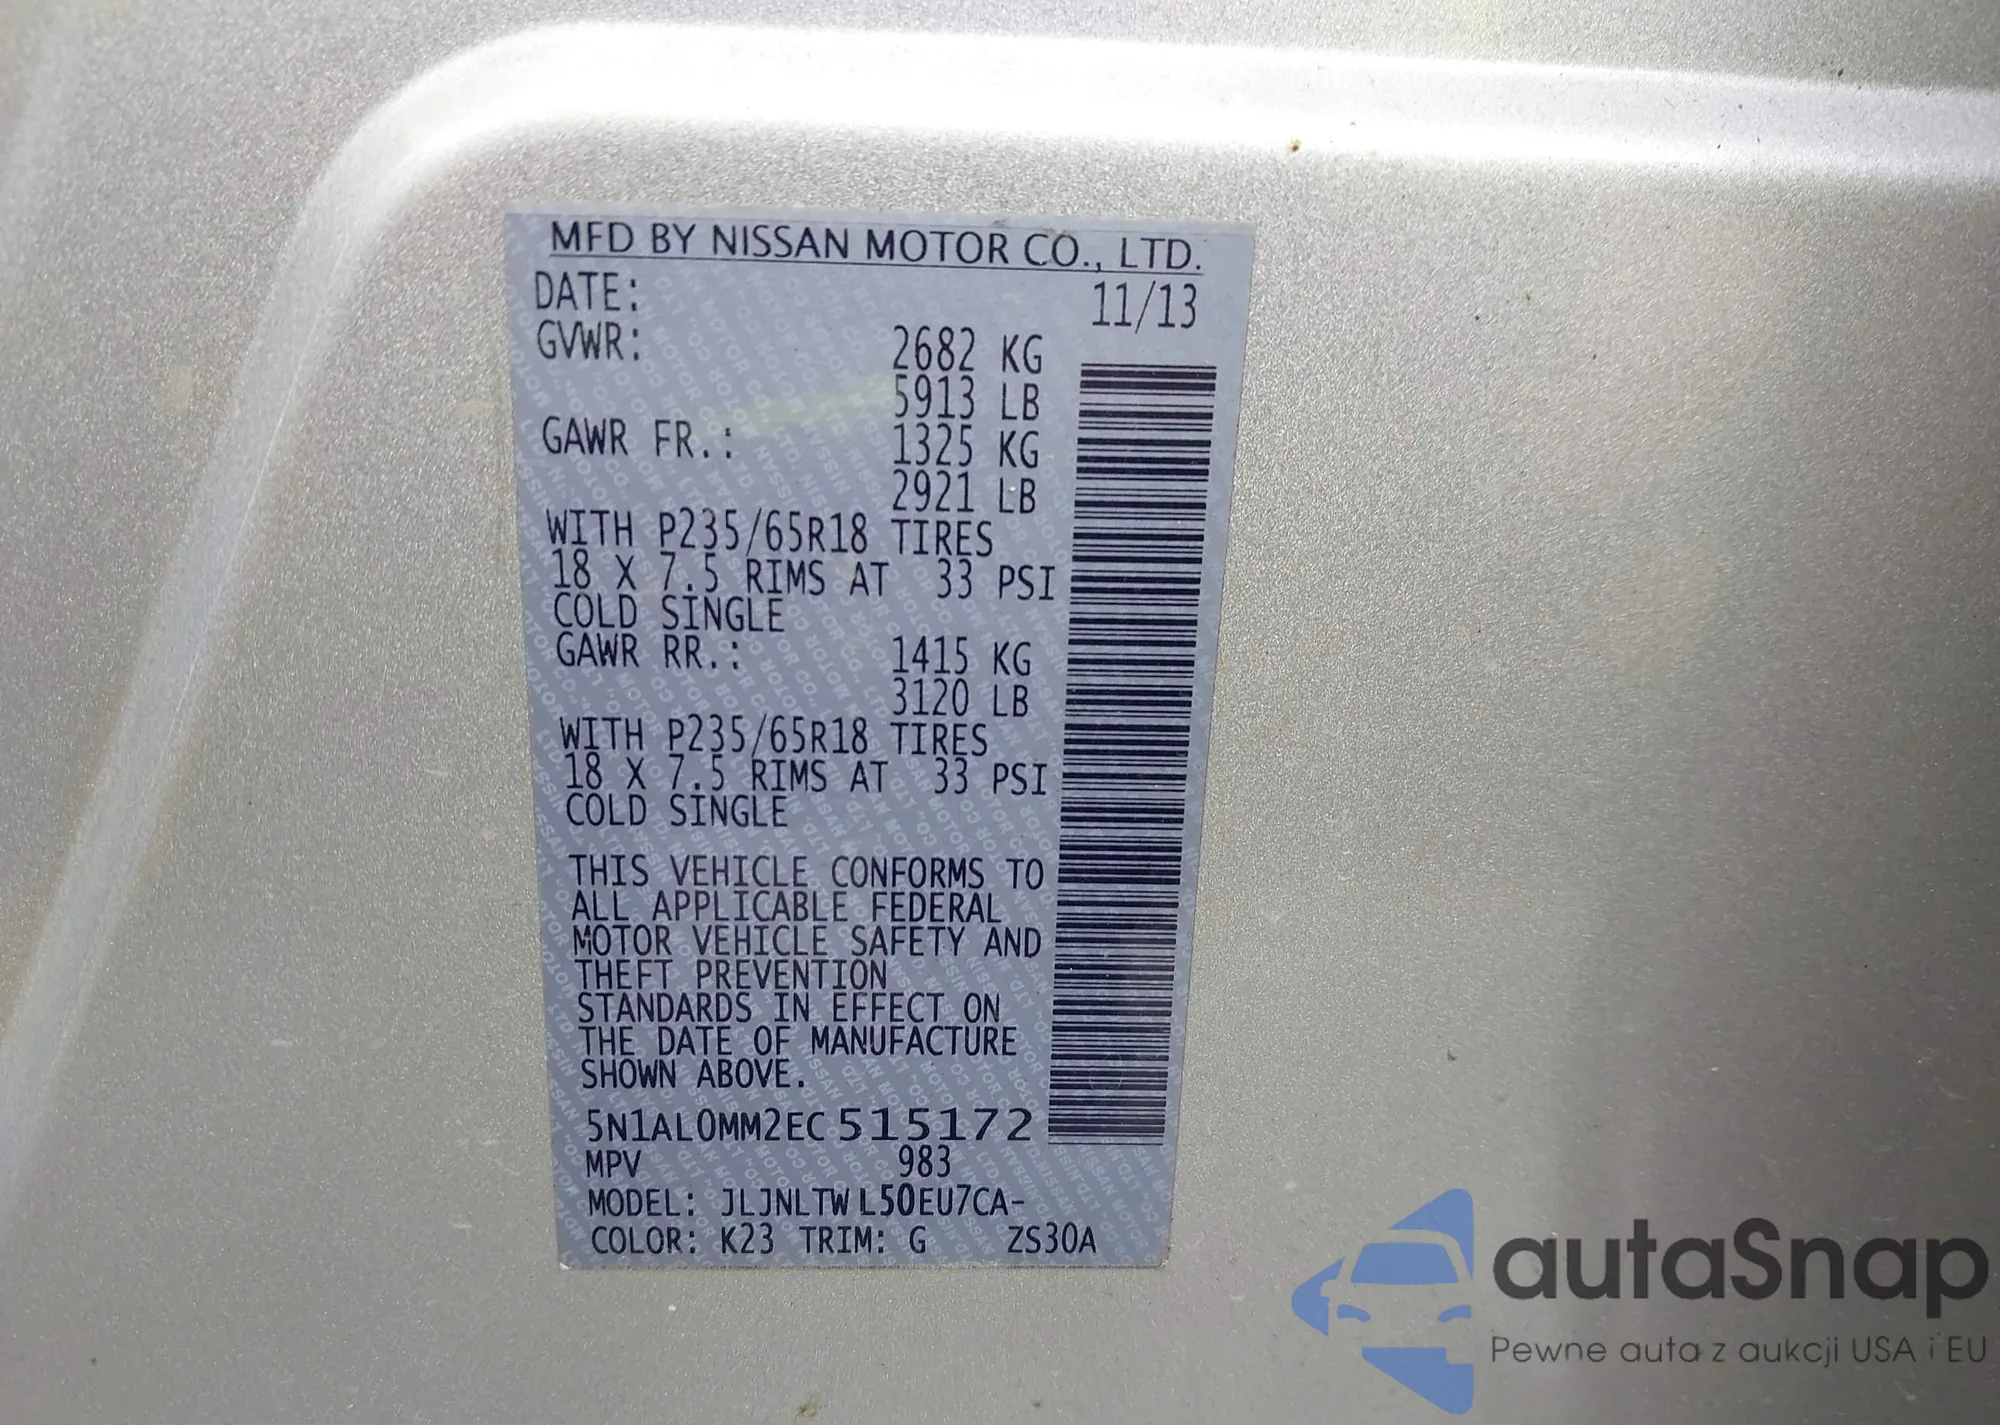 MFD BY NISSAN MOTOR CO., LTD.
DATE: 11/13
GVWR: 2682 KG
5913 LB
GAWR FR.: 1325 KG
2921 LB
WITH P235/65R18 TIRES
18 X 7.5 RIMS AT 33 PSI
COLD SINGLE
GAWR RR.: 1415 KG
3120 LB
WITH P235/65R18 TIRES
18 X 7.5 RIMS AT 33 PSI
COLD SINGLE
THIS VEHICLE CONFORMS TO
ALL APPLICABLE FEDERAL
MOTOR VEHICLE SAFETY AND
THEFT PREVENTION
STANDARDS IN EFFECT ON
THE DATE OF MANUFACTURE
SHOWN ABOVE.
5N1AL0MM2EC515172
MPV 983
MODEL: JLJNLTWL50EU7CA-
COLOR: K23 TRIM: G ZS30A
autaSnap
Pewne auta z aukcji USA i EU